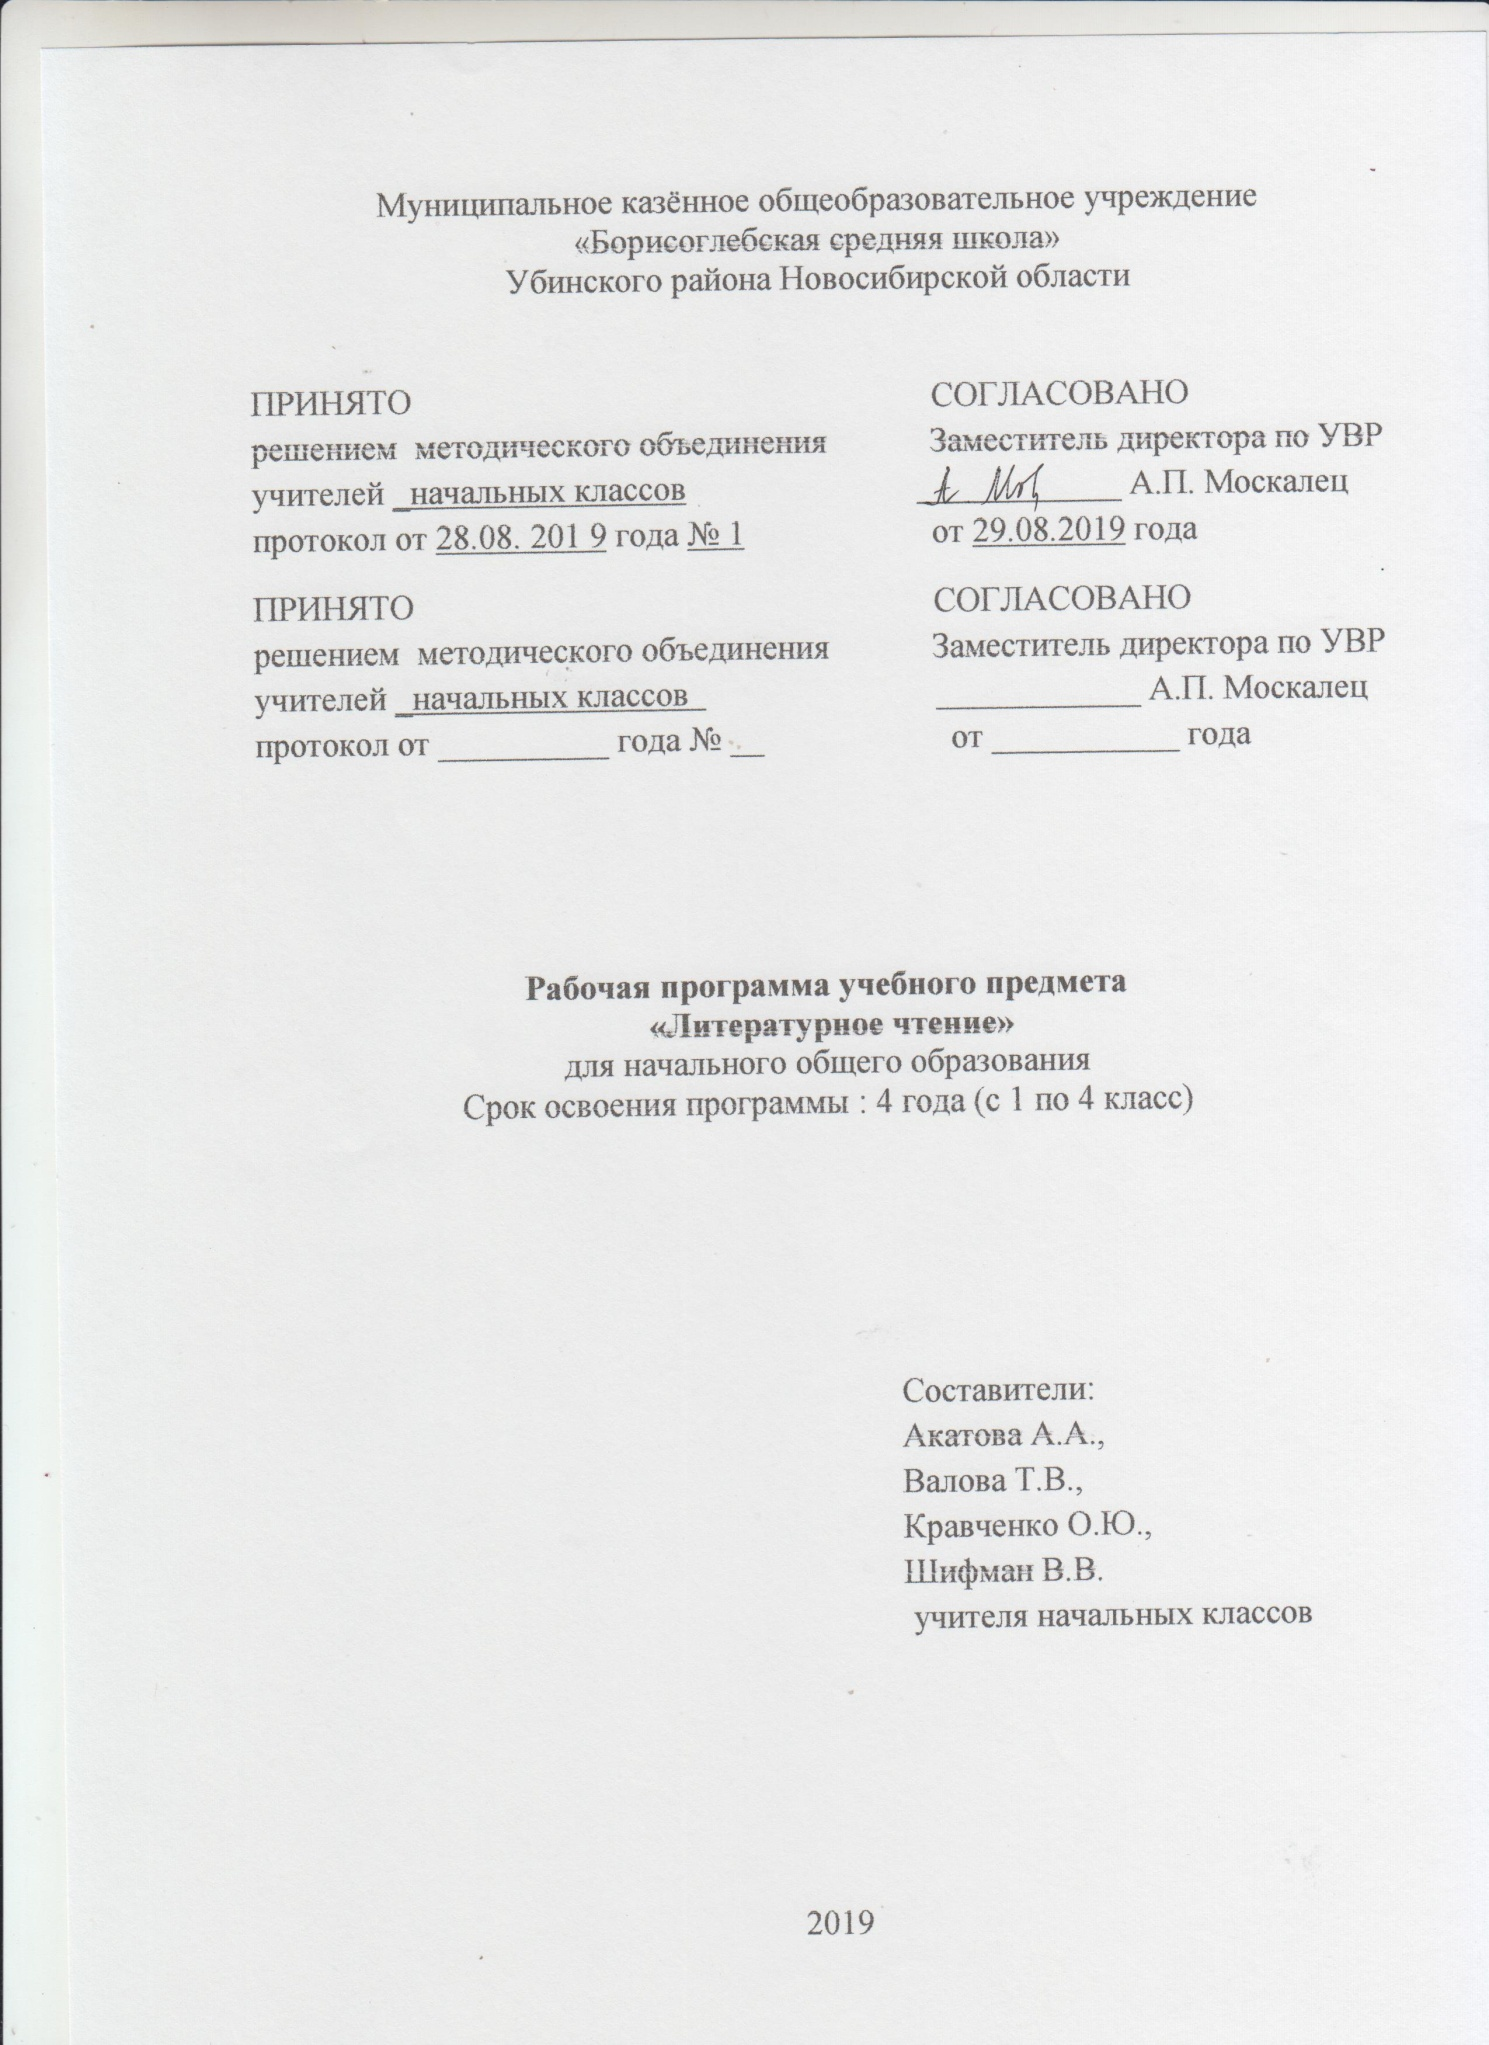 Муниципальное казённое общеобразовательное учреждение
«Борисоглебская средняя школа»
Убинского района Новосибирской области
ПРИНЯТО
решением методического объединения
учителей _начальных классов
протокол от 28.08. 201 9 года № 1
СОГЛАСОВАНО
Заместитель директора по УВР
____________ А.П. Москалец
от 29.08.2019 года
ПРИНЯТО
решением методического объединения
учителей _начальных классов_
протокол от __________ года № __
СОГЛАСОВАНО
Заместитель директора по УВР
____________ А.П. Москалец
от ___________ года
Рабочая программа учебного предмета
«Литературное чтение»
для начального общего образования
Срок освоения программы : 4 года (с 1 по 4 класс)
Составители:
Акатова А.А.,
Валова Т.В.,
Кравченко О.Ю.,
Шифман В.В.
учителя начальных классов
2019